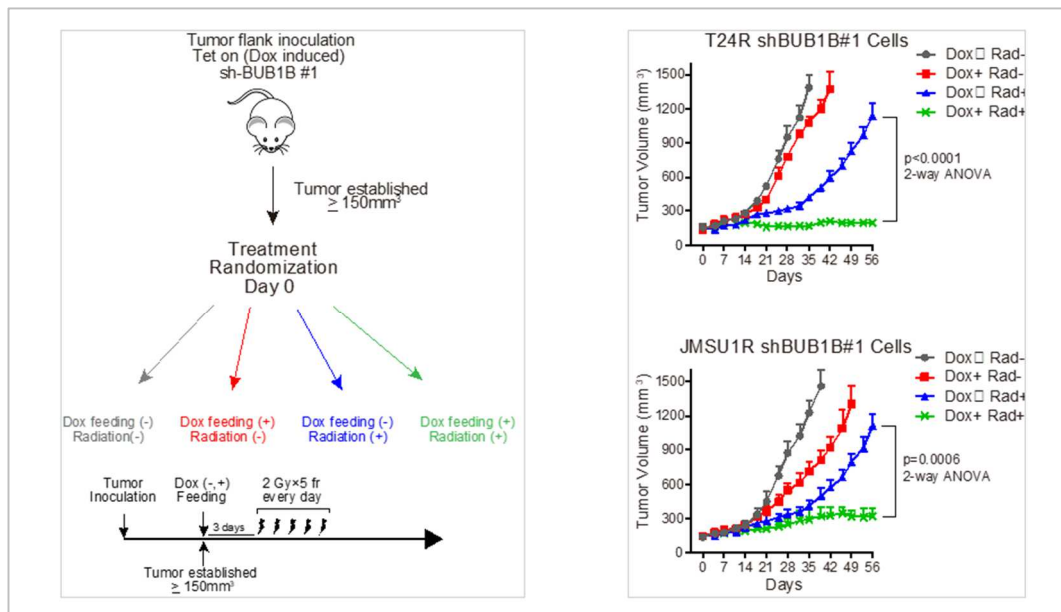 Tumor flank inoculation
Tet on (Dox induced)
sh-BUB1B #1
Tumor established
≥ 150mm³
Treatment
Randomization
Day 0
Dox feeding (-)
Radiation(-)
Dox feeding (+)
Radiation (-)
Dox feeding (-)
Radiation (+)
Dox feeding (+)
Radiation (+)
Tumor
Inoculation
Dox (-,+)
Feeding
2 Gy×5 fr
every day
3 days
Tumor established
≥ 150mm³
T24R shBUB1B#1 Cells
Dox□ Rad-
Dox+ Rad-
Dox□ Rad+
Dox+ Rad+
Tumor Volume (mm³)
1500
1200
900
600
300
0
0 7 14 21 28 35 42 49 56
Days
p<0.0001
2-way ANOVA
JMSU1R shBUB1B#1 Cells
Dox□ Rad-
Dox+ Rad-
Dox□ Rad+
Dox+ Rad+
Tumor Volume (mm³)
1500
1200
900
600
300
0
0 7 14 21 28 35 42 49 56
Days
p=0.0006
2-way ANOVA